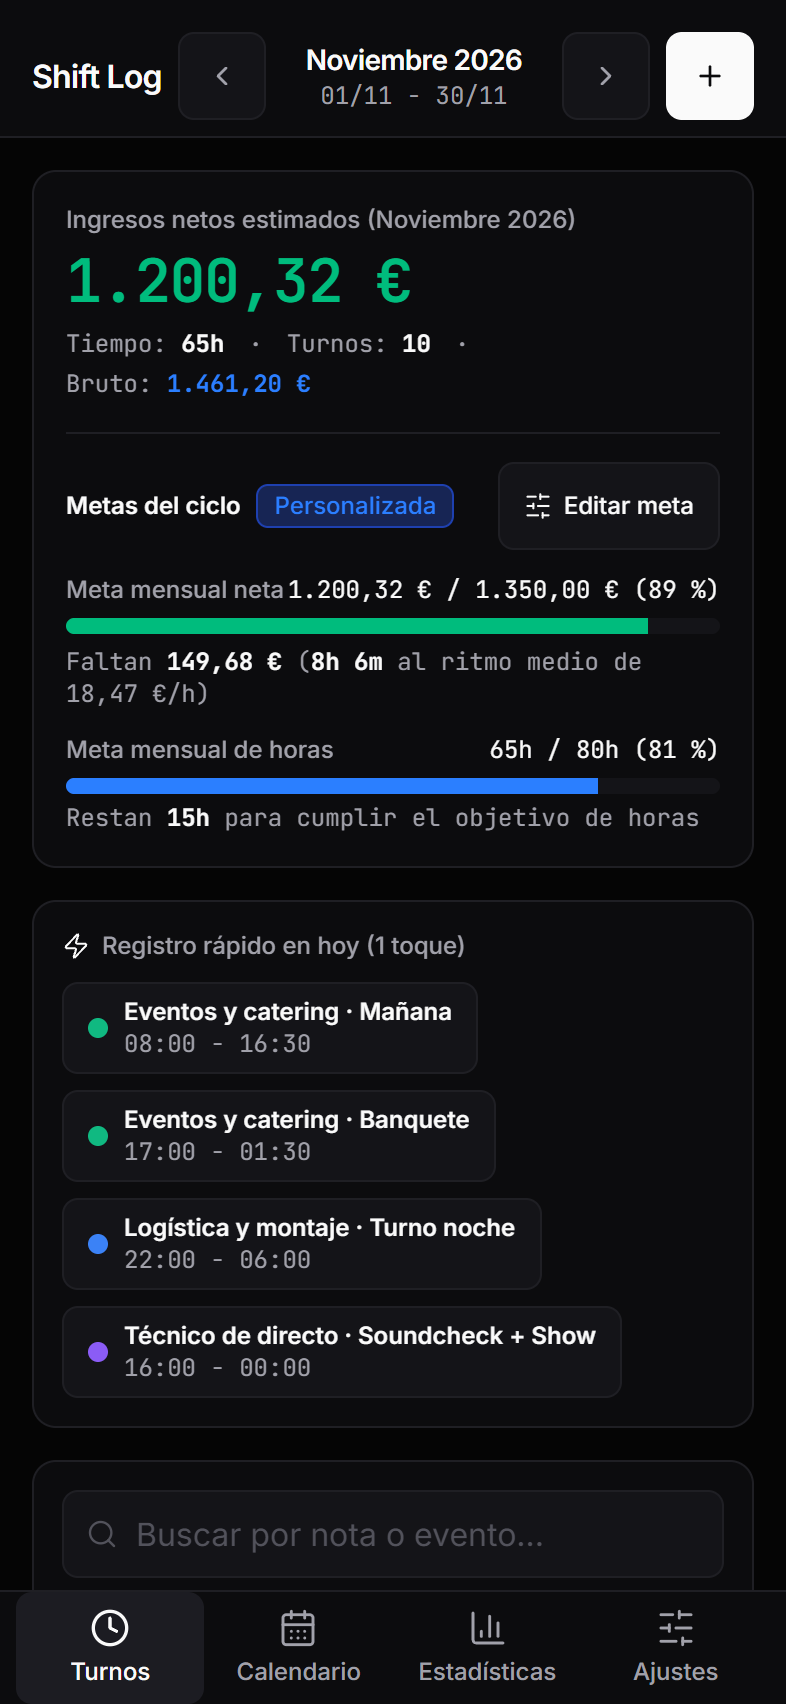 Shift Log
Noviembre 2026
01/11 - 30/11
Ingresos netos estimados (Noviembre 2026)
1.200,32 €
Tiempo: 65h · Turnos: 10 ·
Bruto: 1.461,20 €
Metas del ciclo
Personalizada
Editar meta
Meta mensual neta 1.200,32 € / 1.350,00 € (89 %)
Faltan 149,68 € (8h 6m al ritmo medio de
18,47 €/h)
Meta mensual de horas 65h / 80h (81 %)
Restan 15h para cumplir el objetivo de horas
Registro rápido en hoy (1 toque)
Eventos y catering · Mañana
08:00 - 16:30
Eventos y catering · Banquete
17:00 - 01:30
Logística y montaje · Turno noche
22:00 - 06:00
Técnico de directo · Soundcheck + Show
16:00 - 00:00
Buscar por nota o evento...
Turnos
Calendario
Estadísticas
Ajustes